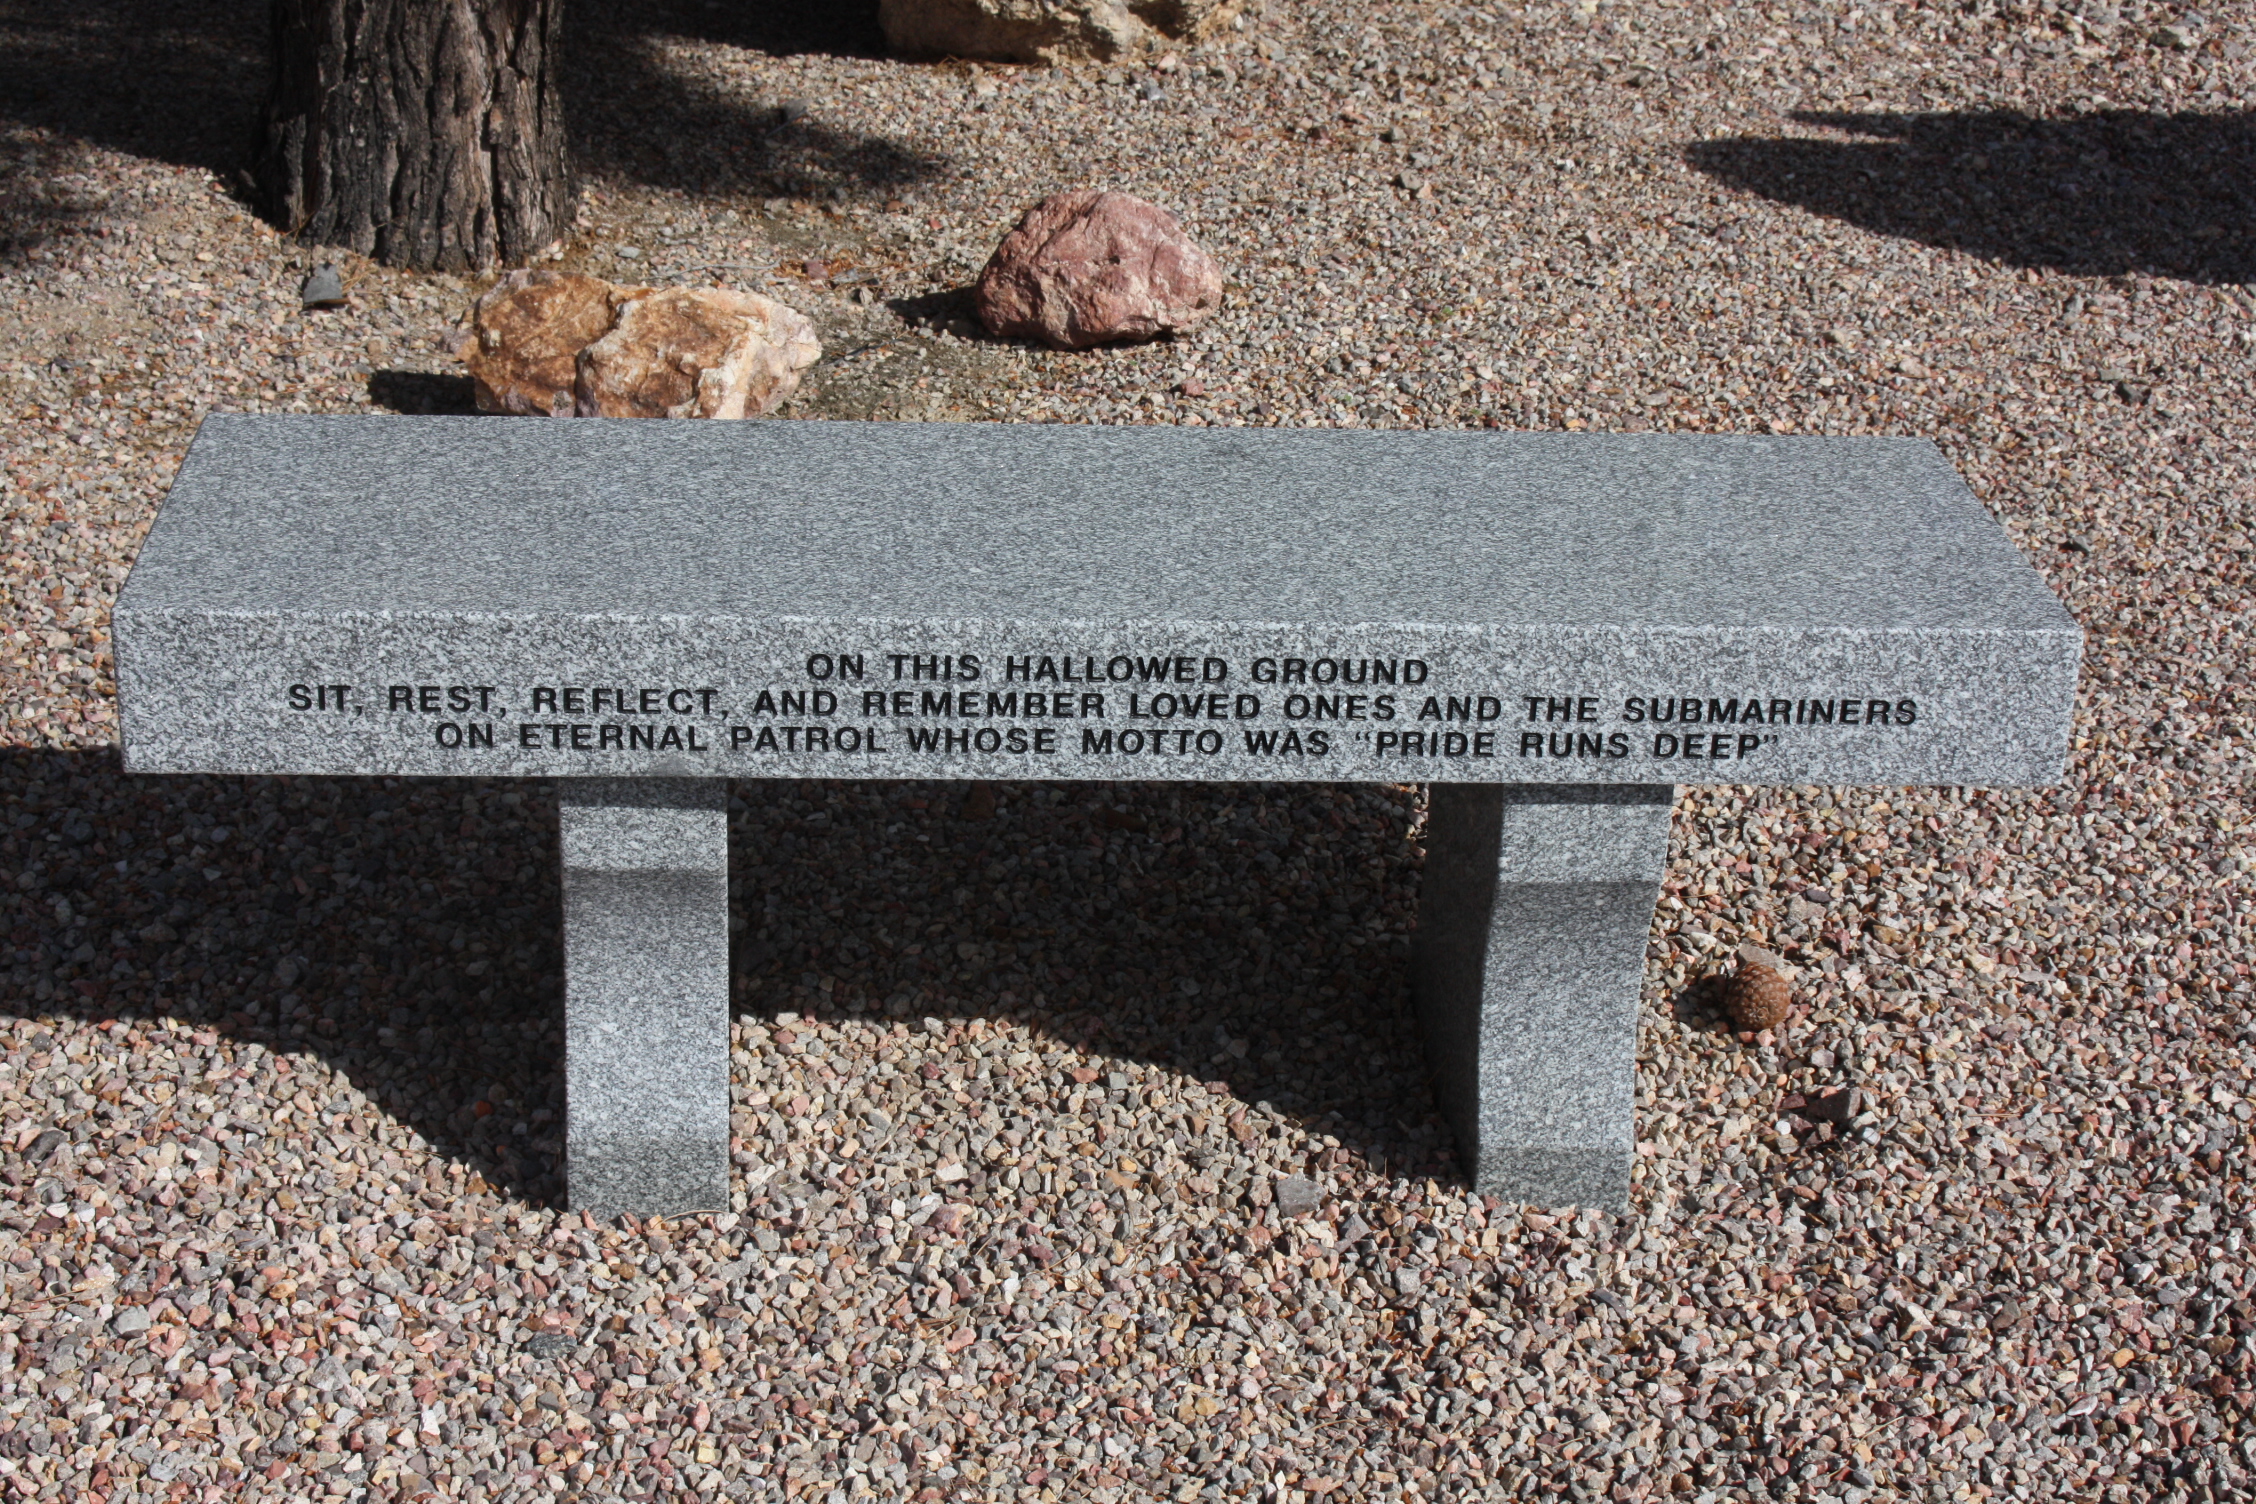 ON THIS HALLOWED GROUND
SIT, REST, REFLECT, AND REMEMBER LOVED ONES AND THE SUBMARINERS
ON ETERNAL PATROL WHOSE MOTTO WAS "PRIDE RUNS DEEP"